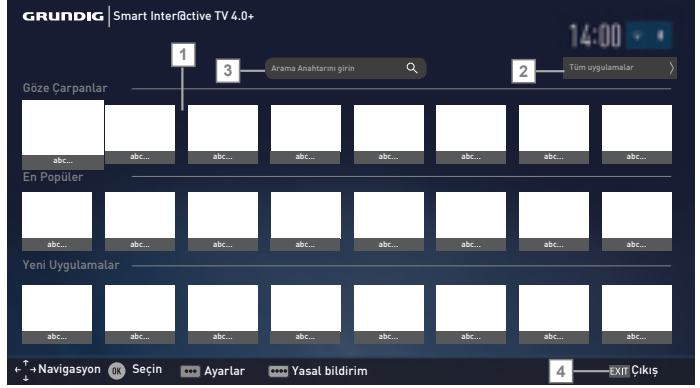 GRUNDIG Smart Inter@ctive TV 4.0+
14:00
1
3 Arama Anahtarını girin
2 Tüm uygulamalar
Göze Çarpanlar
abc... abc... abc... abc... abc... abc... abc... abc...
En Popüler
abc... abc... abc... abc... abc... abc... abc... abc...
Yeni Uygulamalar
abc... abc... abc... abc... abc... abc... abc... abc...
Navigasyon OK Seçin Ayarlar Yasal bildirim 4 EXIT Çıkış